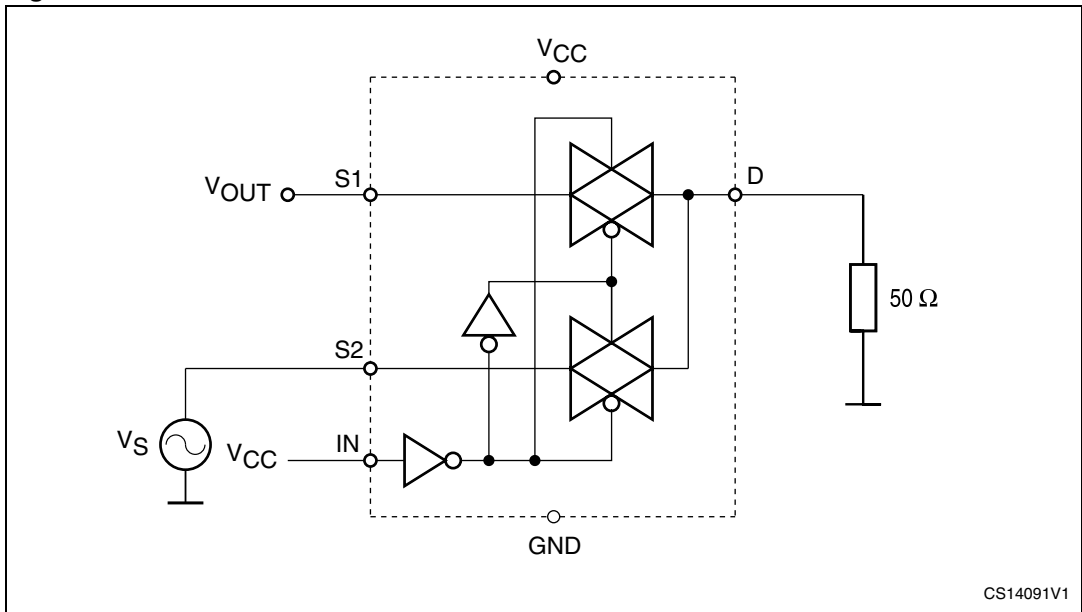 VCC
VOUT
S1
D
50 Ω
S2
VS
VCC
IN
GND
CS14091V1